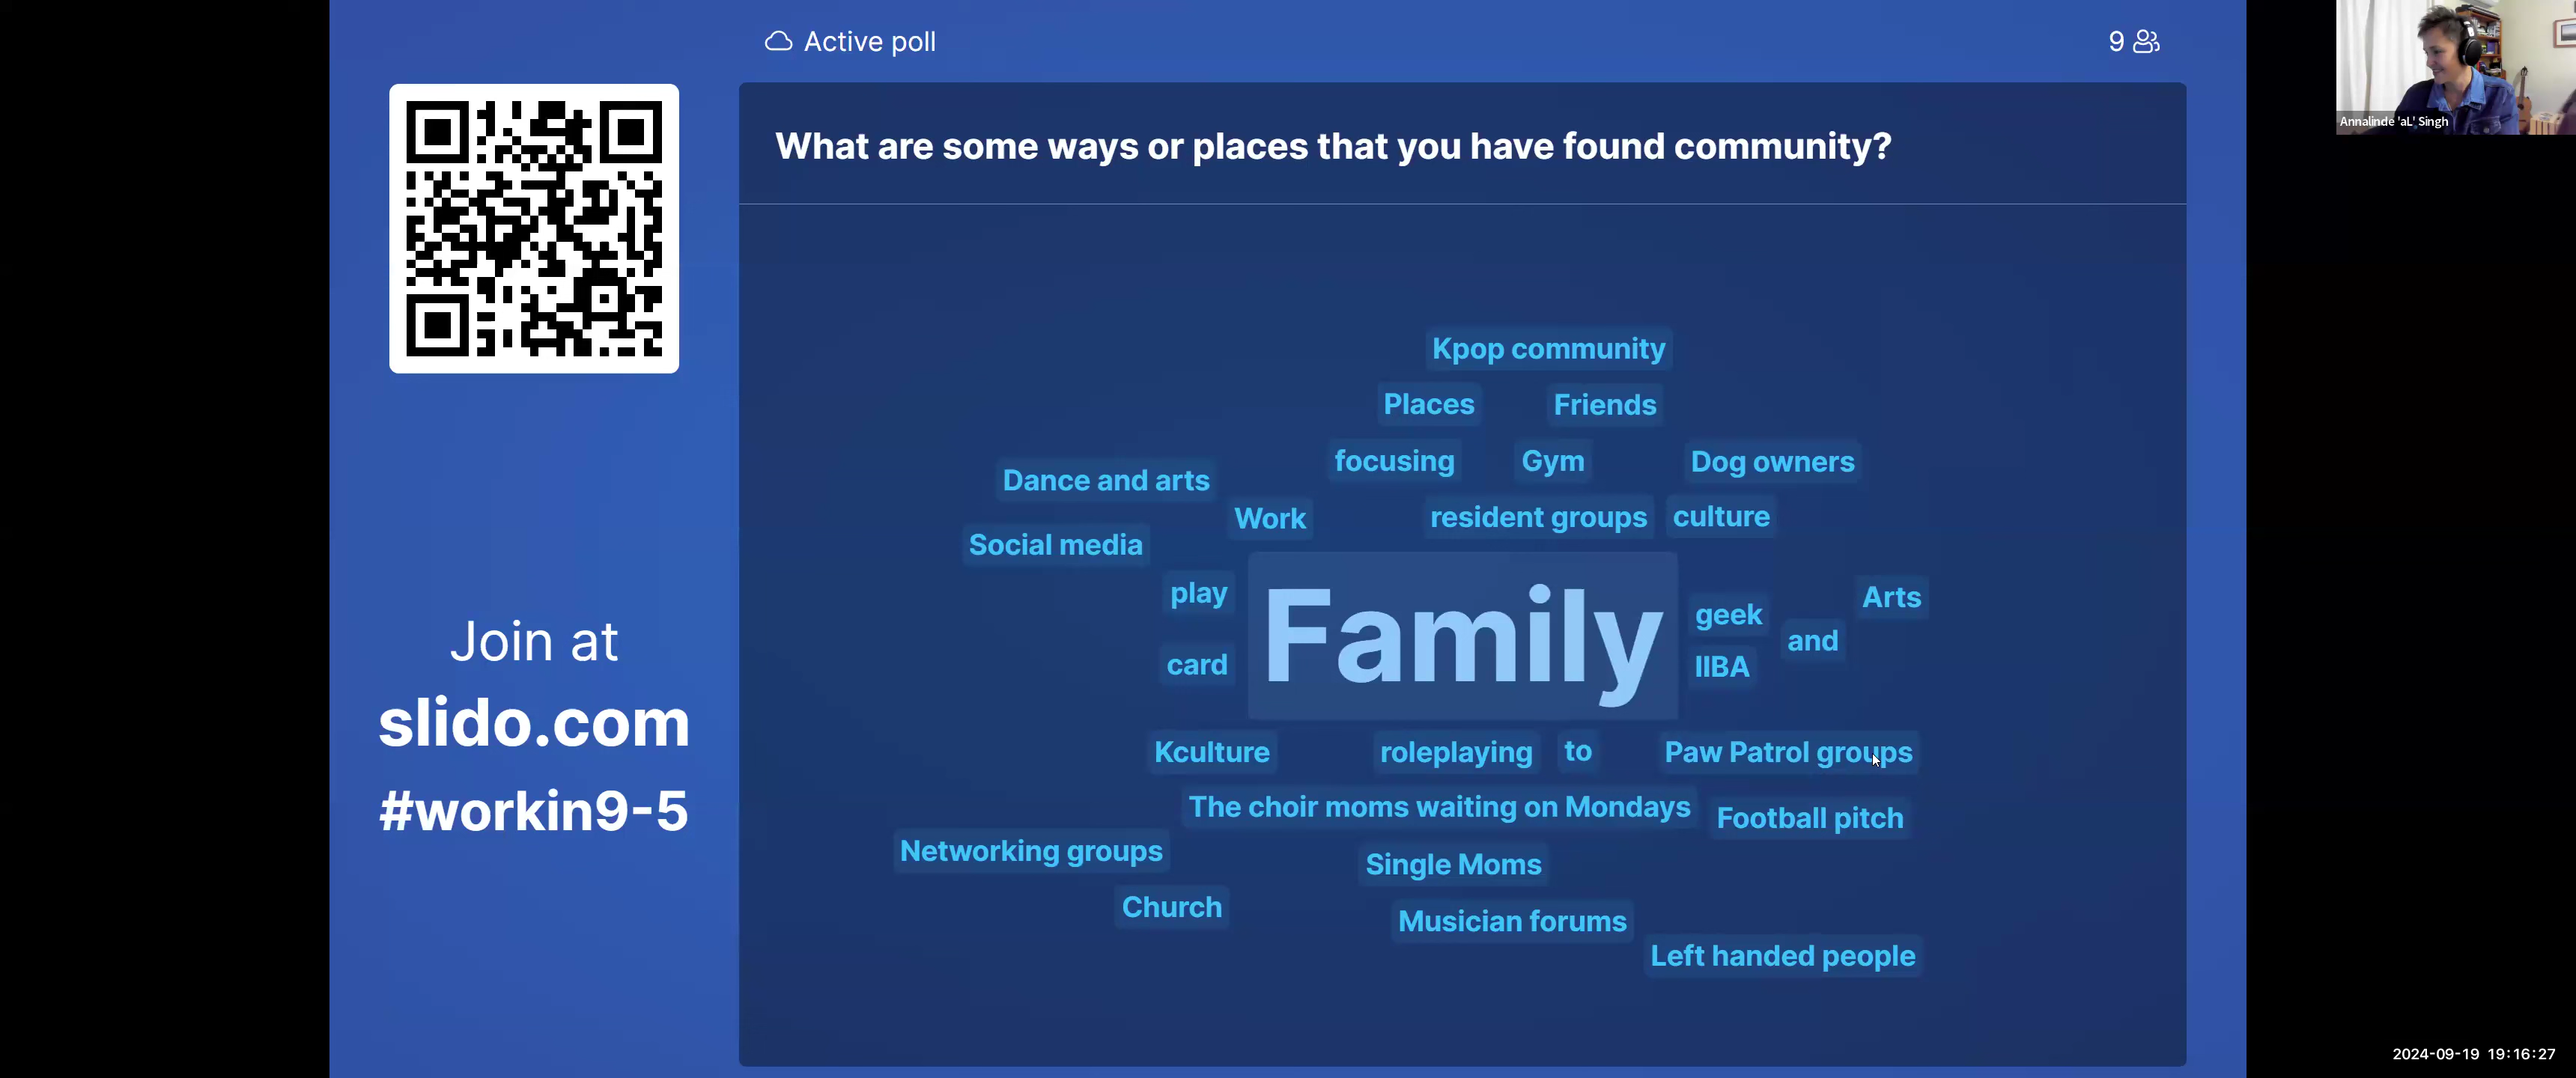 Active poll
9
Annalinde 'aL' Singh
What are some ways or places that you have found community?
Kpop community
Places
Friends
focusing
Gym
Dog owners
Dance and arts
Work
resident groups
culture
Social media
play
Family
geek
Arts
and
card
IIBA
Kculture
roleplaying
to
Paw Patrol groups
The choir moms waiting on Mondays
Football pitch
Networking groups
Single Moms
Church
Musician forums
Left handed people
Join at
slido.com
#workin9-5
2024-09-19 19:16:27